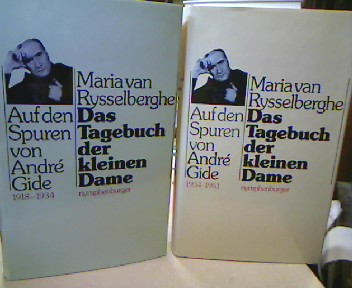 Maria van
Rysselberghe
Auf den
Spuren
von
André
Gide
1918-1934
Das
Tagebuch
der
kleinen
Dame
nymphenburger
Maria van
Rysselberghe
Auf den
Spuren
von
André
Gide
1934-1951
Das
Tagebuch
der
kleinen
Dame
nymphenburger